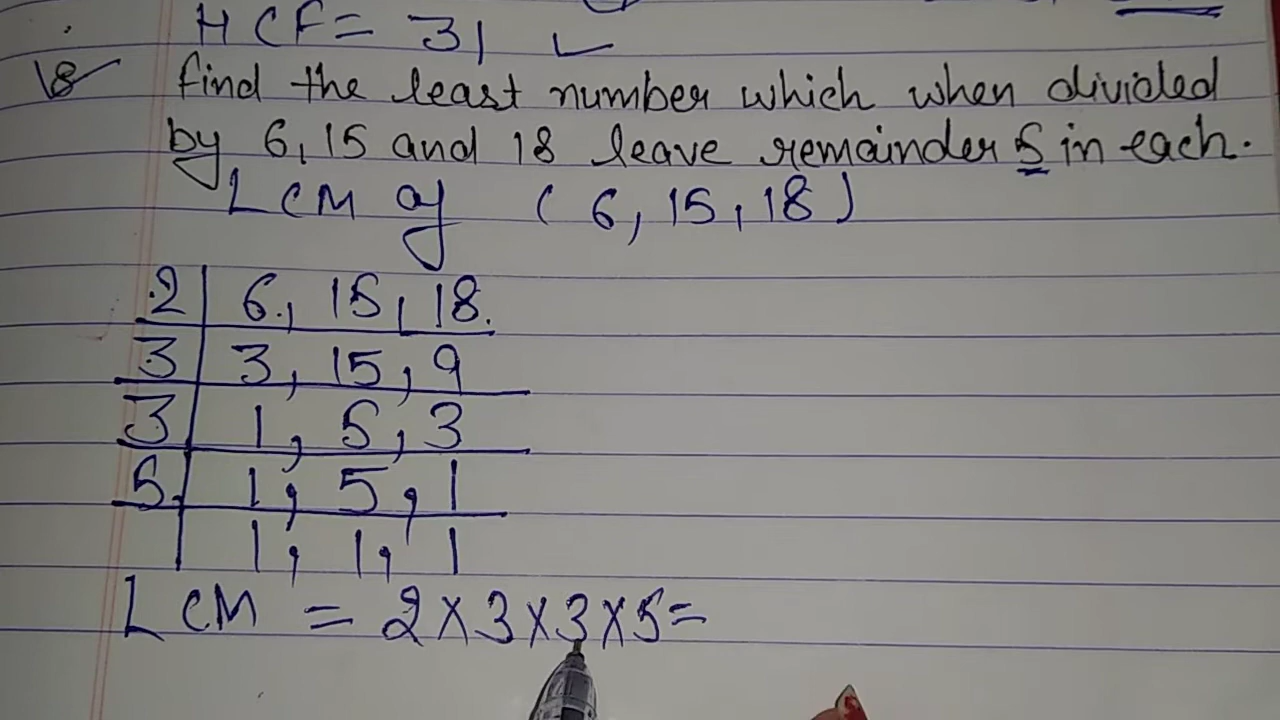 HCF = 31
18 find the least number which when divided
by 6, 15 and 18 leave remainder 5 in each.
LCM of (6, 15, 18)
2 | 6, 15, 18
3 | 3, 15, 9
3 | 1, 5, 3
5 | 1, 5, 1
1, 1, 1
LCM = 2×3×3×5=